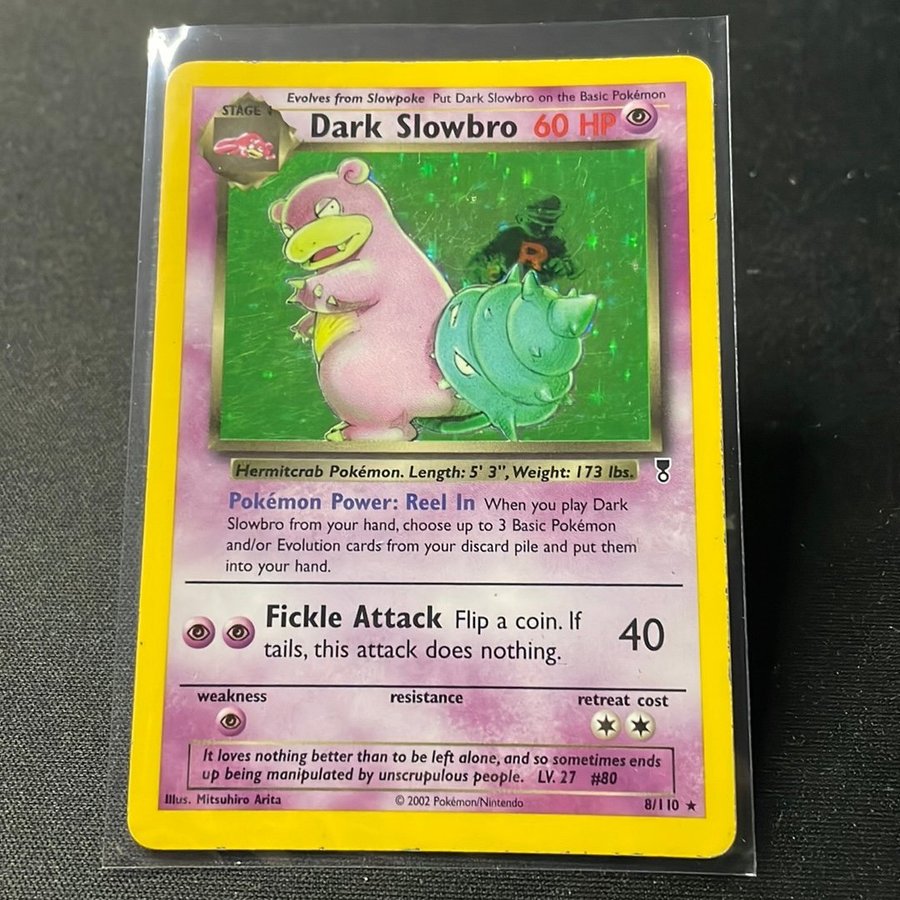 Evolves from Slowpoke Put Dark Slowbro on the Basic Pokémon
STAGE 1
Dark Slowbro 60 HP
R
Hermitcrab Pokémon. Length: 5' 3", Weight: 173 lbs.
Pokémon Power: Reel In When you play Dark
Slowbro from your hand, choose up to 3 Basic Pokémon
and/or Evolution cards from your discard pile and put them
into your hand.
Fickle Attack Flip a coin. If 40
tails, this attack does nothing.
weakness resistance retreat cost
It loves nothing better than to be left alone, and so sometimes ends
up being manipulated by unscrupulous people. LV. 27 #80
Illus. Mitsuhiro Arita © 2002 Pokémon/Nintendo 8/110 ★